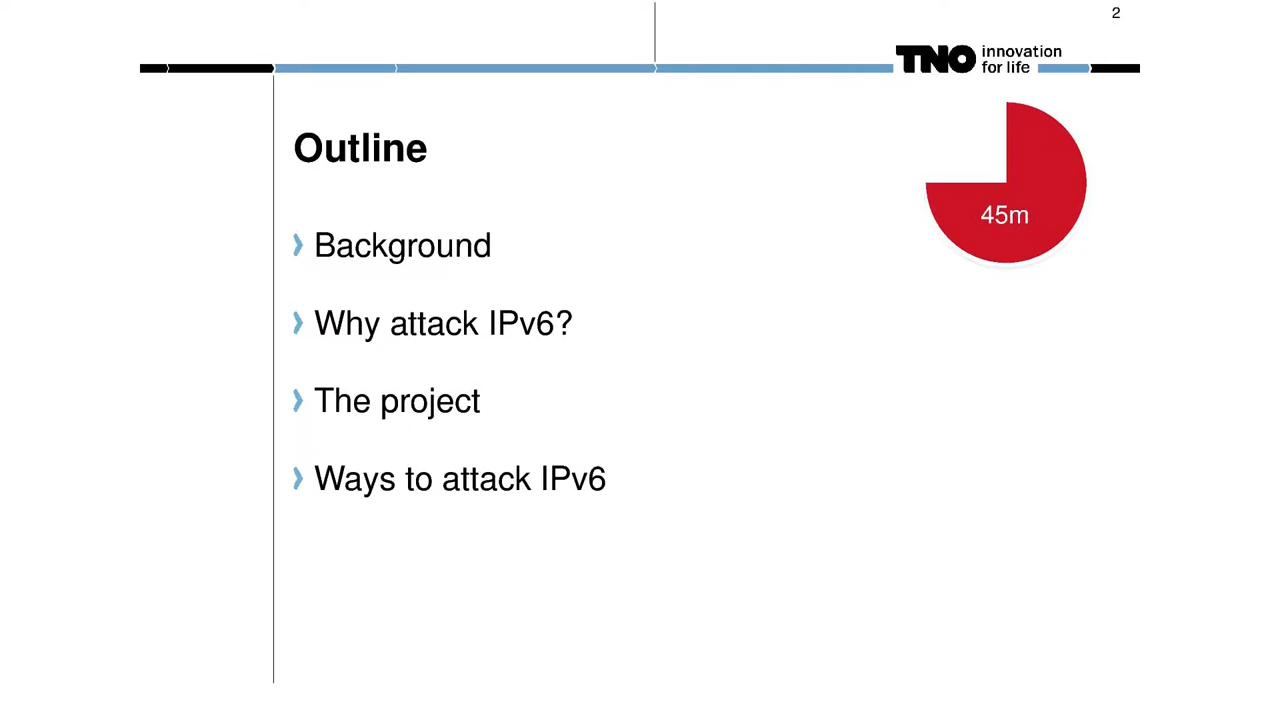 2
TNO innovation
for life
Outline
45m
Background
Why attack IPv6?
The project
Ways to attack IPv6